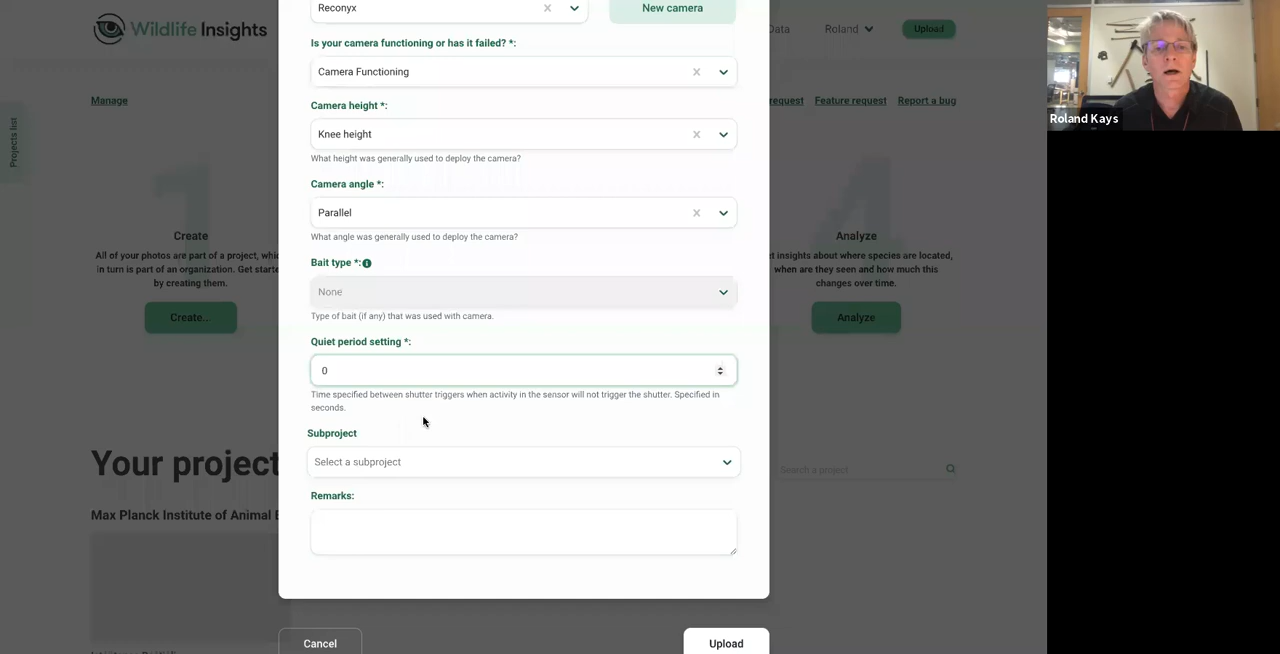 Reconyx
New camera
Wildlife Insights
Data
Roland
Upload
Is your camera functioning or has it failed? *:
Camera Functioning
Manage
request
Feature request
Report a bug
Camera height *:
Knee height
What height was generally used to deploy the camera?
Projects list
Camera angle *:
Parallel
What angle was generally used to deploy the camera?
1
Create
All of your photos are part of a project, whic
in turn is part of an organization. Get starte
by creating them.
Create..
4
Analyze
et insights about where species are located,
when are they seen and how much this
changes over time.
Analyze
Bait type *:
None
Type of bait (if any) that was used with camera.
Quiet period setting *:
0
Time specified between shutter triggers when activity in the sensor will not trigger the shutter. Specified in
seconds.
Subproject
Select a subproject
Your project
Search a project
Remarks:
Max Planck Institute of Animal B
Cancel
Upload
Roland Kays